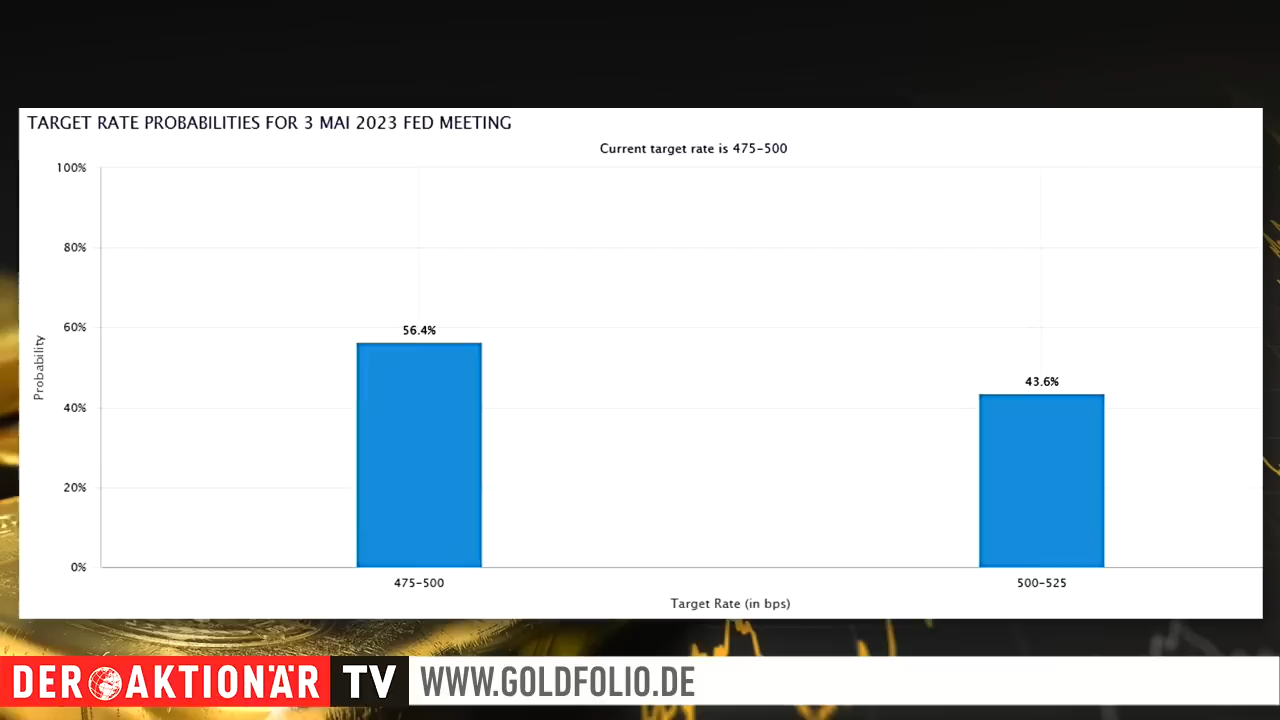 TARGET RATE PROBABILITIES FOR 3 MAI 2023 FED MEETING
Current target rate is 475-500
100%
80%
60%
40%
20%
0%
Probability
56.4%
43.6%
475-500
500-525
Target Rate (in bps)
DER AKTIONÄR TV
WWW.GOLDFOLIO.DE